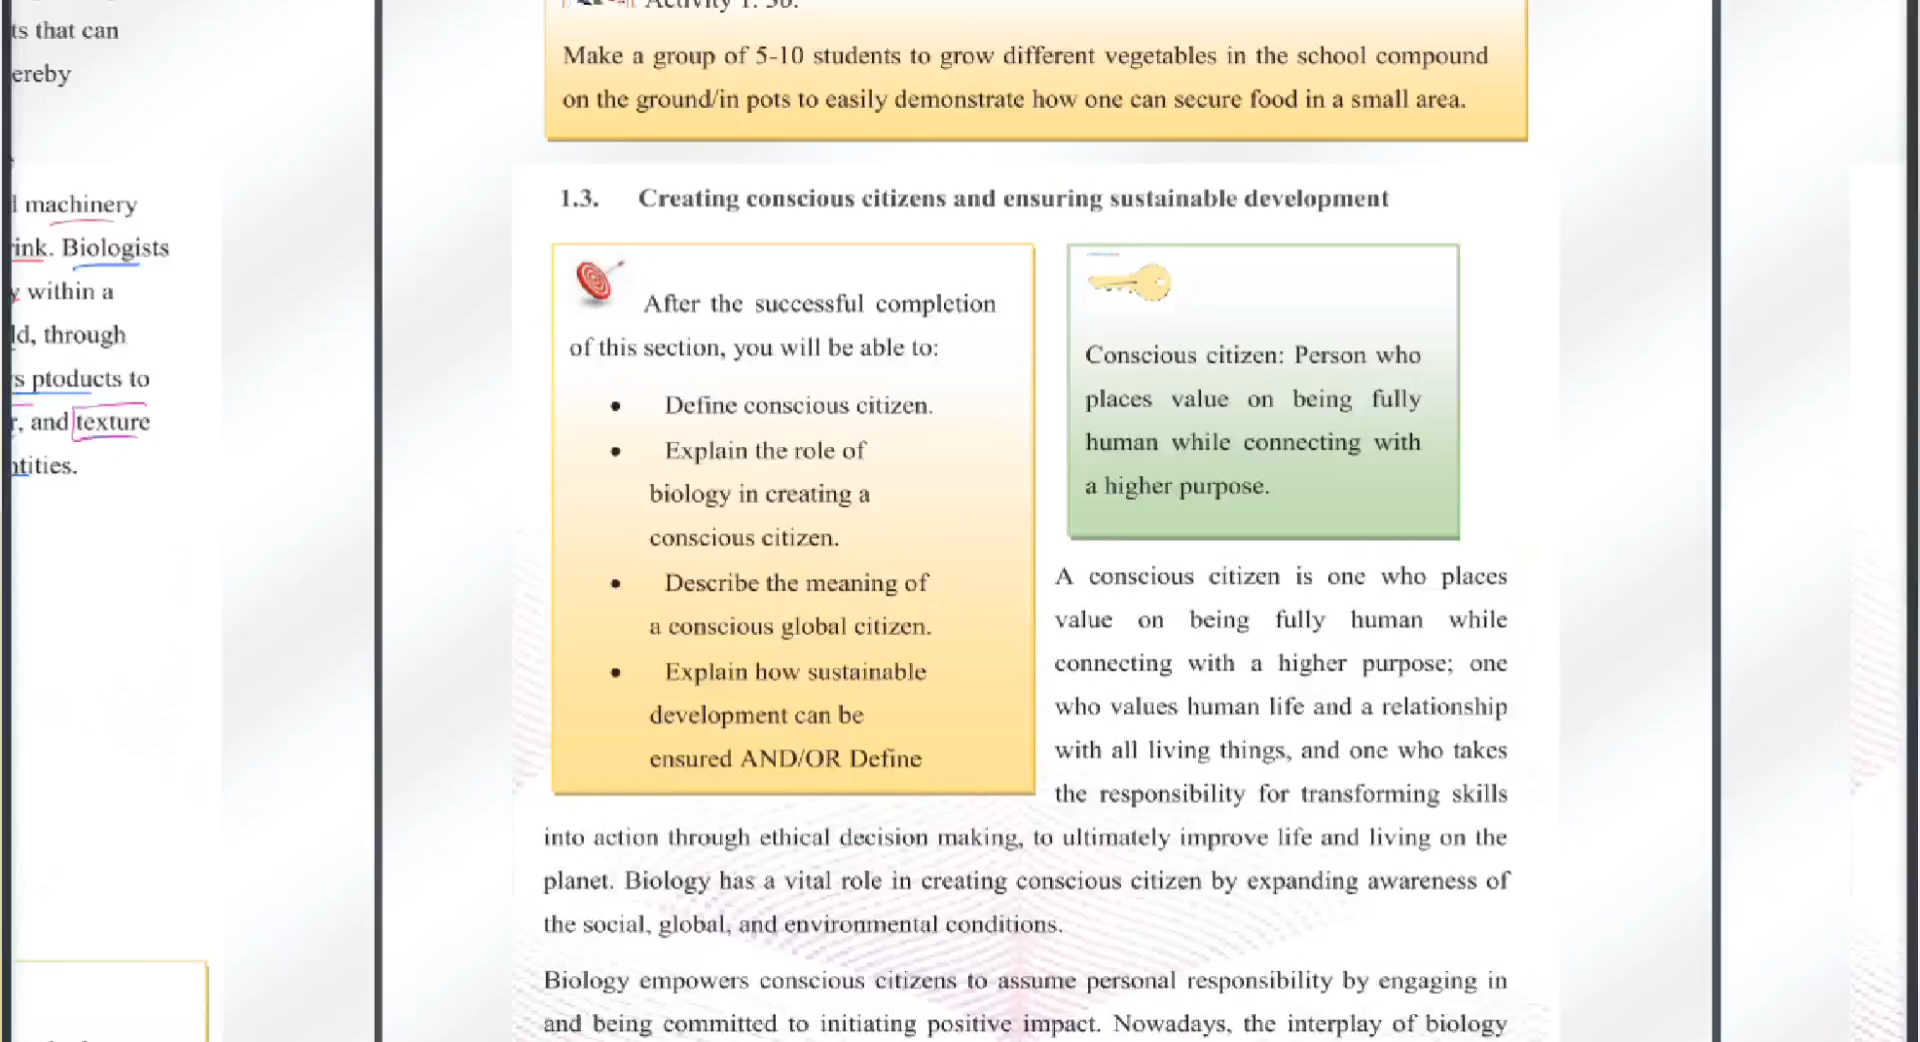 ts that can
ereby
machinery
ink. Biologists
y within a
ld, through
s ptoducts to
r, and texture
ntities.
Activity 1. 3b.
Make a group of 5-10 students to grow different vegetables in the school compound
on the ground/in pots to easily demonstrate how one can secure food in a small area.
1.3. Creating conscious citizens and ensuring sustainable development
After the successful completion
of this section, you will be able to:
• Define conscious citizen.
• Explain the role of
biology in creating a
conscious citizen.
• Describe the meaning of
a conscious global citizen.
• Explain how sustainable
development can be
ensured AND/OR Define
Conscious citizen: Person who
places value on being fully
human while connecting with
a higher purpose.
A conscious citizen is one who places
value on being fully human while
connecting with a higher purpose; one
who values human life and a relationship
with all living things, and one who takes
the responsibility for transforming skills
into action through ethical decision making, to ultimately improve life and living on the
planet. Biology has a vital role in creating conscious citizen by expanding awareness of
the social, global, and environmental conditions.
Biology empowers conscious citizens to assume personal responsibility by engaging in
and being committed to initiating positive impact. Nowadays, the interplay of biology